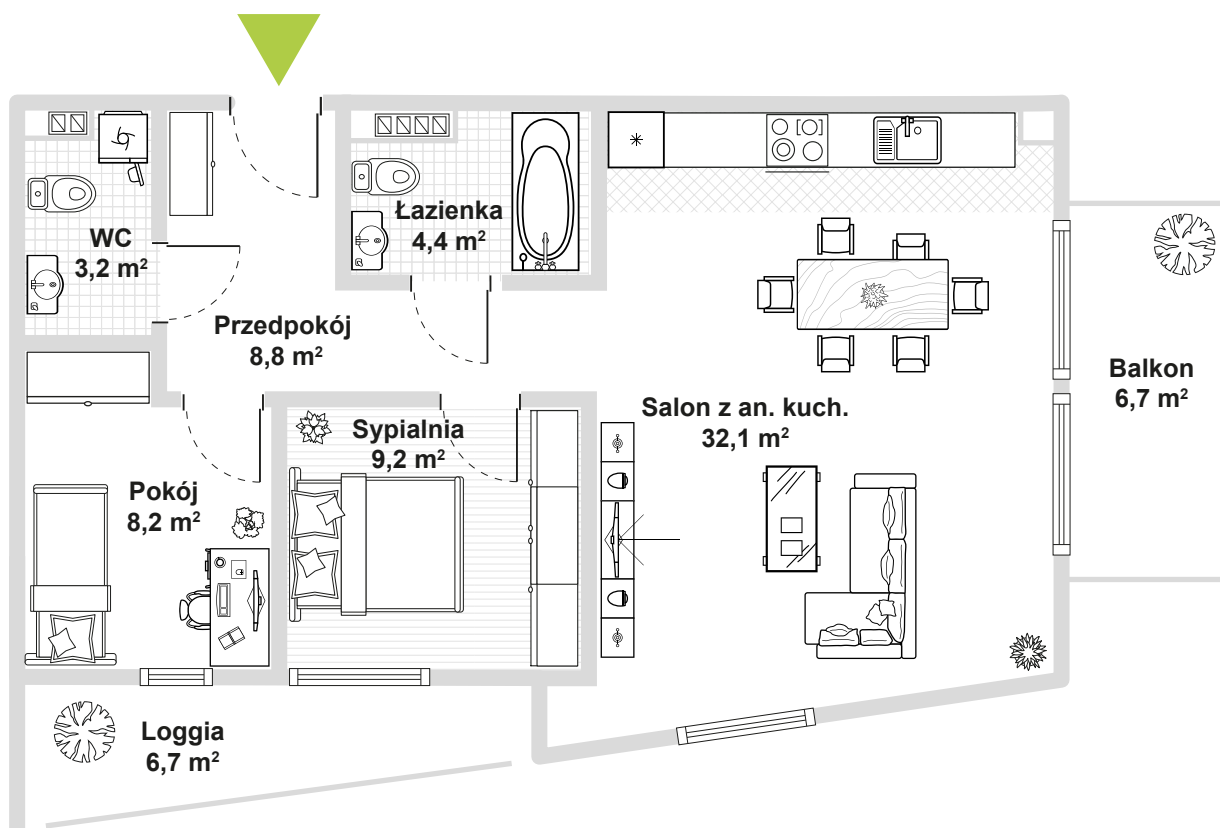 WC
3,2 m²
Łazienka
4,4 m²
Przedpokój
8,8 m²
Salon z an. kuch.
32,1 m²
Balkon
6,7 m²
Sypialnia
9,2 m²
Pokój
8,2 m²
Loggia
6,7 m²